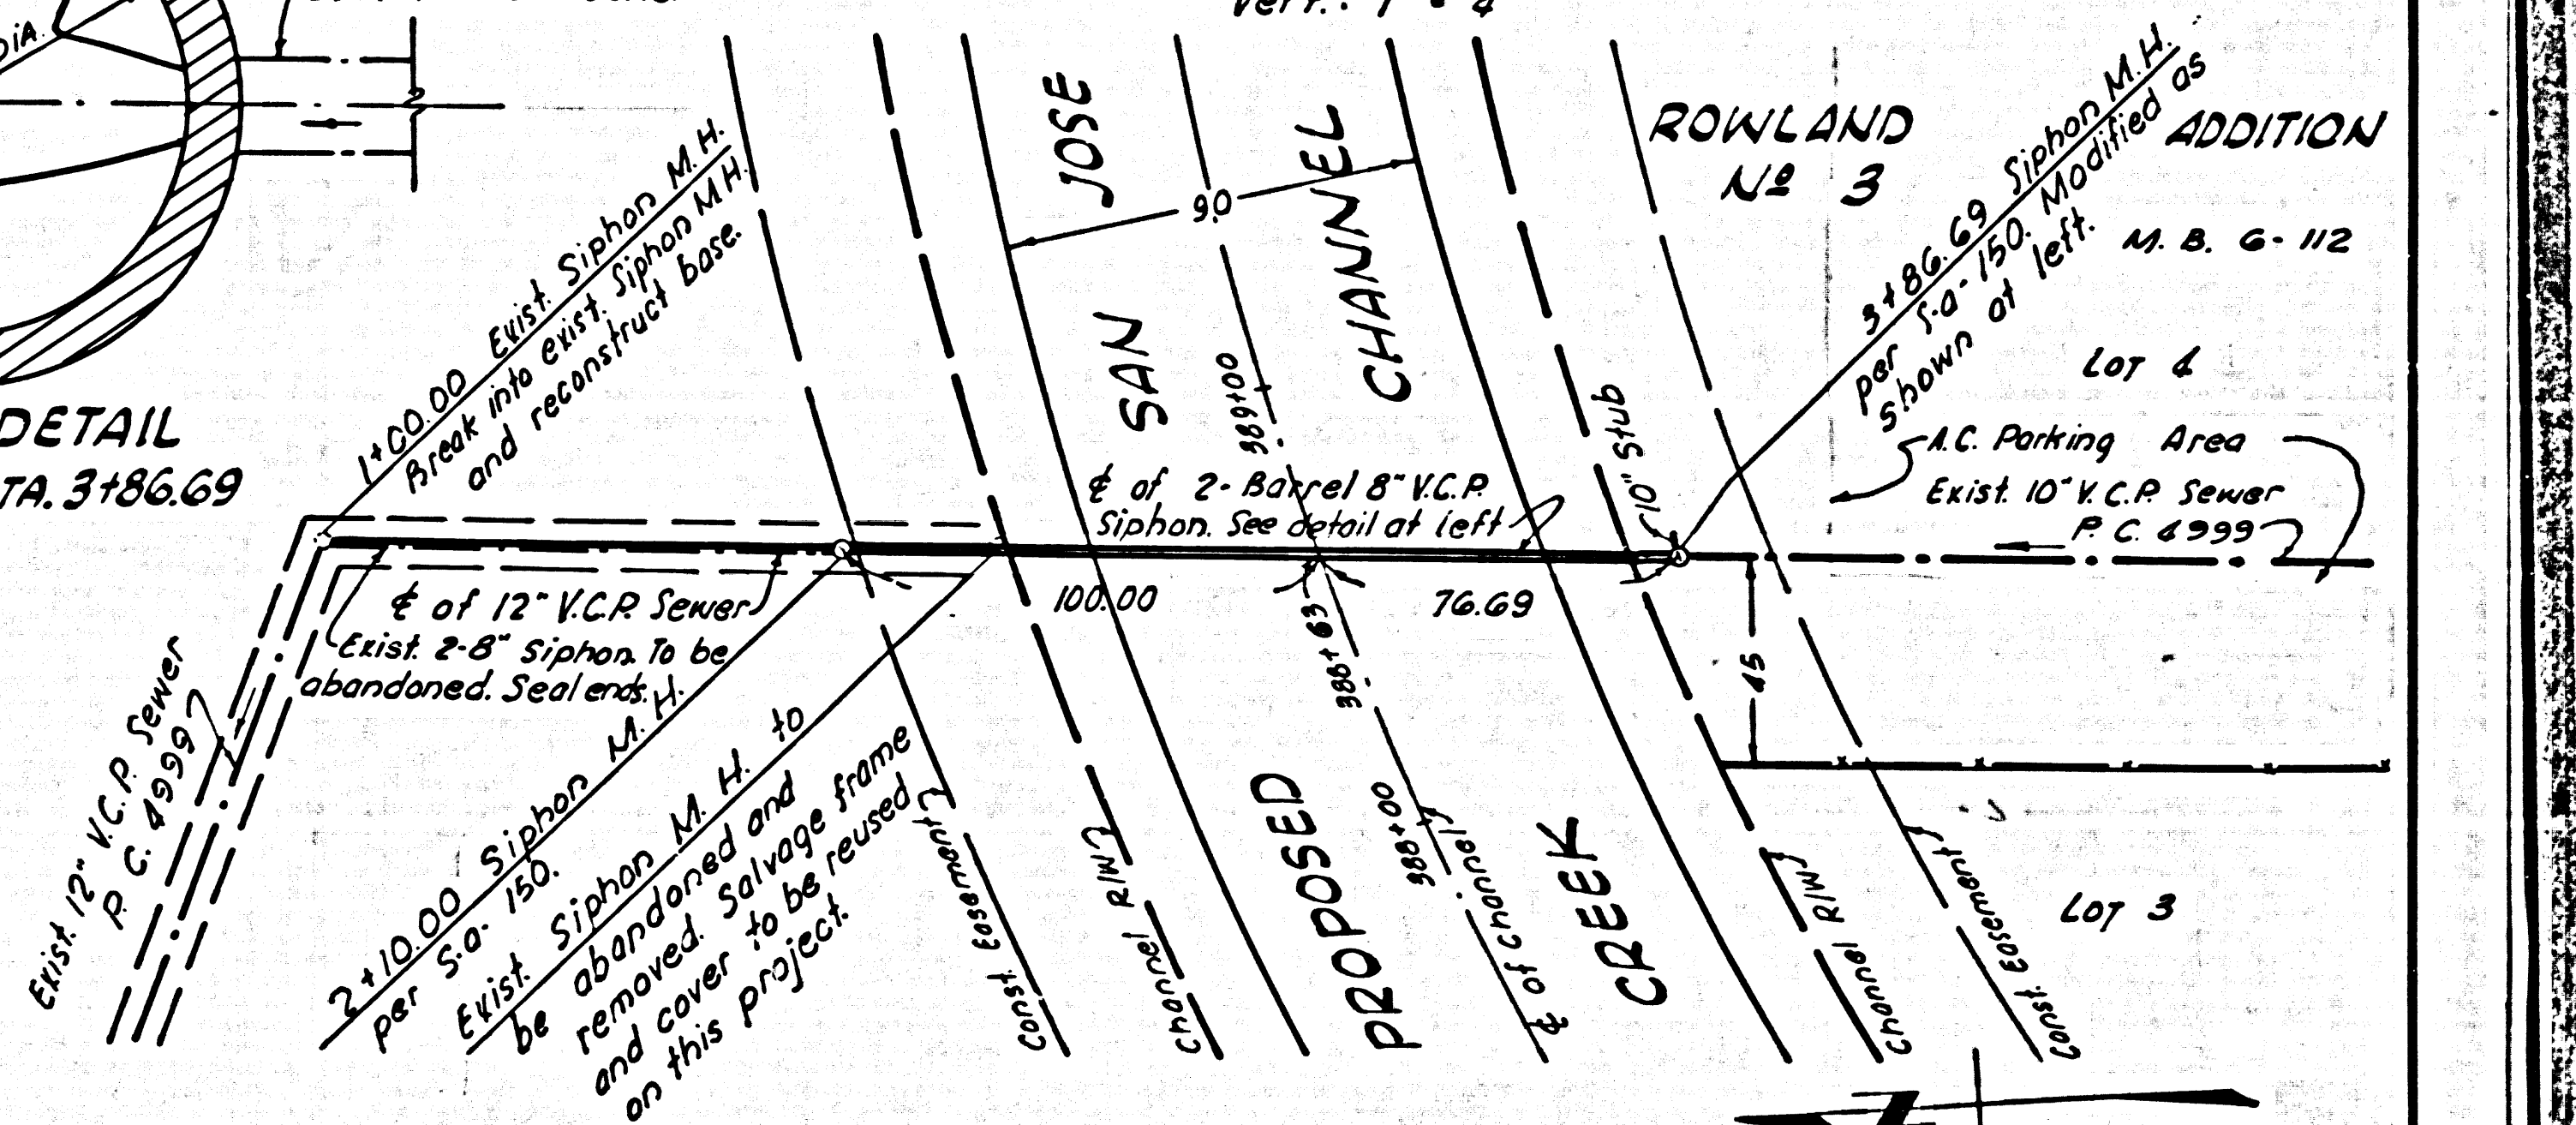 DIA.
Vert.: 1" = 4'
DETAIL
TA. 3+86.69
1+00.00 Exist. Siphon M.H.
Break into exist. Siphon M.H.
and reconstruct base.
SAN JOSE
CHANNEL
90
389+00
ROWLAND ADDITION
Nº 3
M. B. 6-112
3+86.69 Siphon M.H.
per S-a-150. Modified as
shown at left.
LOT 4
A.C. Parking Area
Exist. 10" V.C.P. Sewer
P. C. 4999
10" Stub
℄ of 2-Barrel 8" V.C.P.
Siphon. See detail at left
℄ of 12" V.C.P. Sewer
Exist. 2-8" Siphon. To be
abandoned. Seal ends.
100.00
388+63
76.69
45
Exist. 12" V.C.P. Sewer
P. C. 4999
2+10.00 Siphon M.H.
per S-a-150.
Exist. Siphon M.H. to
be abandoned and
removed. Salvage frame
and cover to be reused
on this project.
Const. Easement
Channel R/W
PROPOSED
388+00
℄ of Channel
CREEK
Channel R/W
Const. Easement
LOT 3